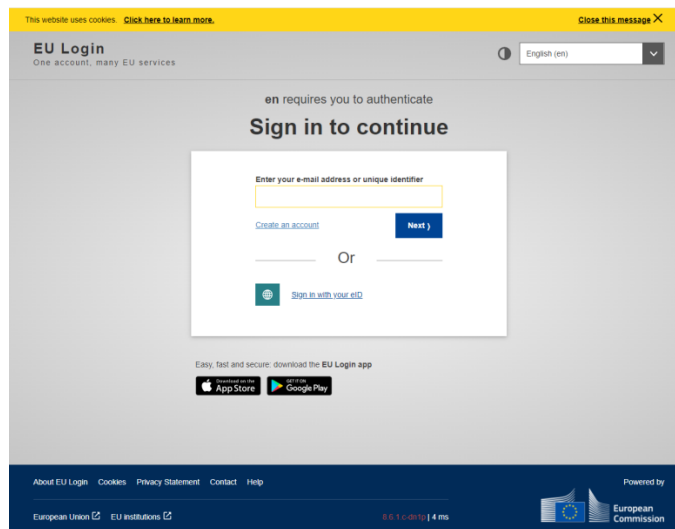 This website uses cookies. Click here to learn more. Close this message
EU Login
One account, many EU services
English (en)
en requires you to authenticate
Sign in to continue
Enter your e-mail address or unique identifier
Create an account
Next
Or
Sign in with your eID
Easy, fast and secure: download the EU Login app
Download on the App Store
GET IT ON Google Play
About EU Login Cookies Privacy Statement Contact Help Powered by
European Union EU institutions | 4 ms
European
Commission